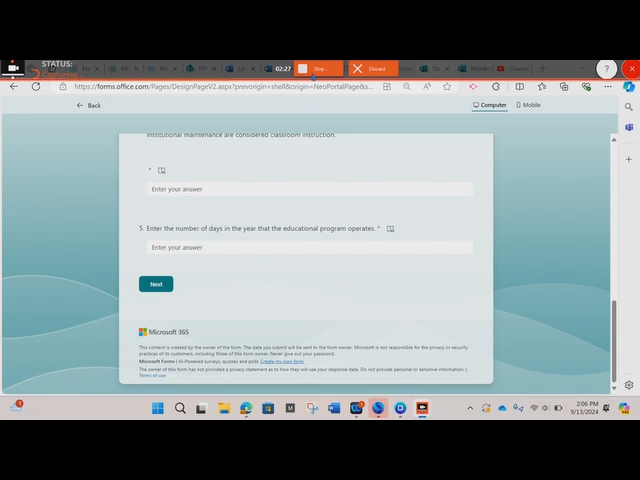 STATUS:
02:27
Stop...
Discard
?
https://forms.office.com/Pages/DesignPageV2.aspx?prevorigin=shell&origin=NeoPortalPage&s...
Back
Computer
Mobile
institutional maintenance are considered classroom instruction.
*
Enter your answer
5. Enter the number of days in the year that the educational program operates. *
Enter your answer
Next
Microsoft 365
This content is created by the owner of the form. The data you submit will be sent to the form owner. Microsoft is not responsible for the privacy or security
practices of its customers, including those of this form owner. Never give out your password.
Microsoft Forms | AI-Powered surveys, quizzes and polls Create my own form
The owner of this form has not provided a privacy statement as to how they will use your response data. Do not provide personal or sensitive information. |
Terms of use
2:06 PM
9/13/2024